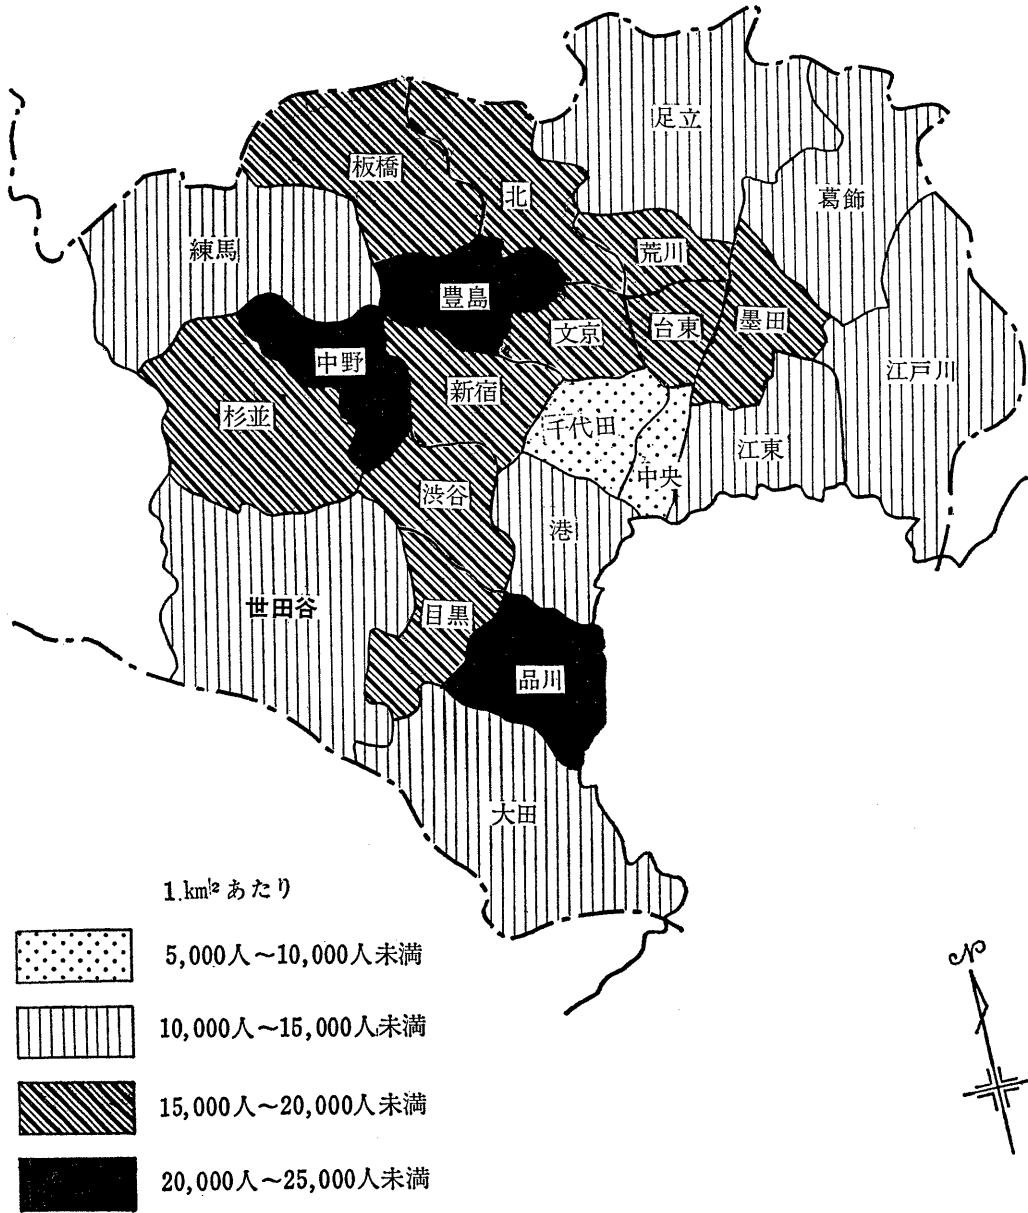 足立
板橋
北
葛飾
練馬
荒川
豊島
文京
台東
墨田
中野
新宿
江戸川
杉並
千代田
江東
中央
渋谷
港
世田谷
目黒
品川
大田
1.km²あたり
5,000人〜10,000人未満
10,000人〜15,000人未満
15,000人〜20,000人未満
20,000人〜25,000人未満
N